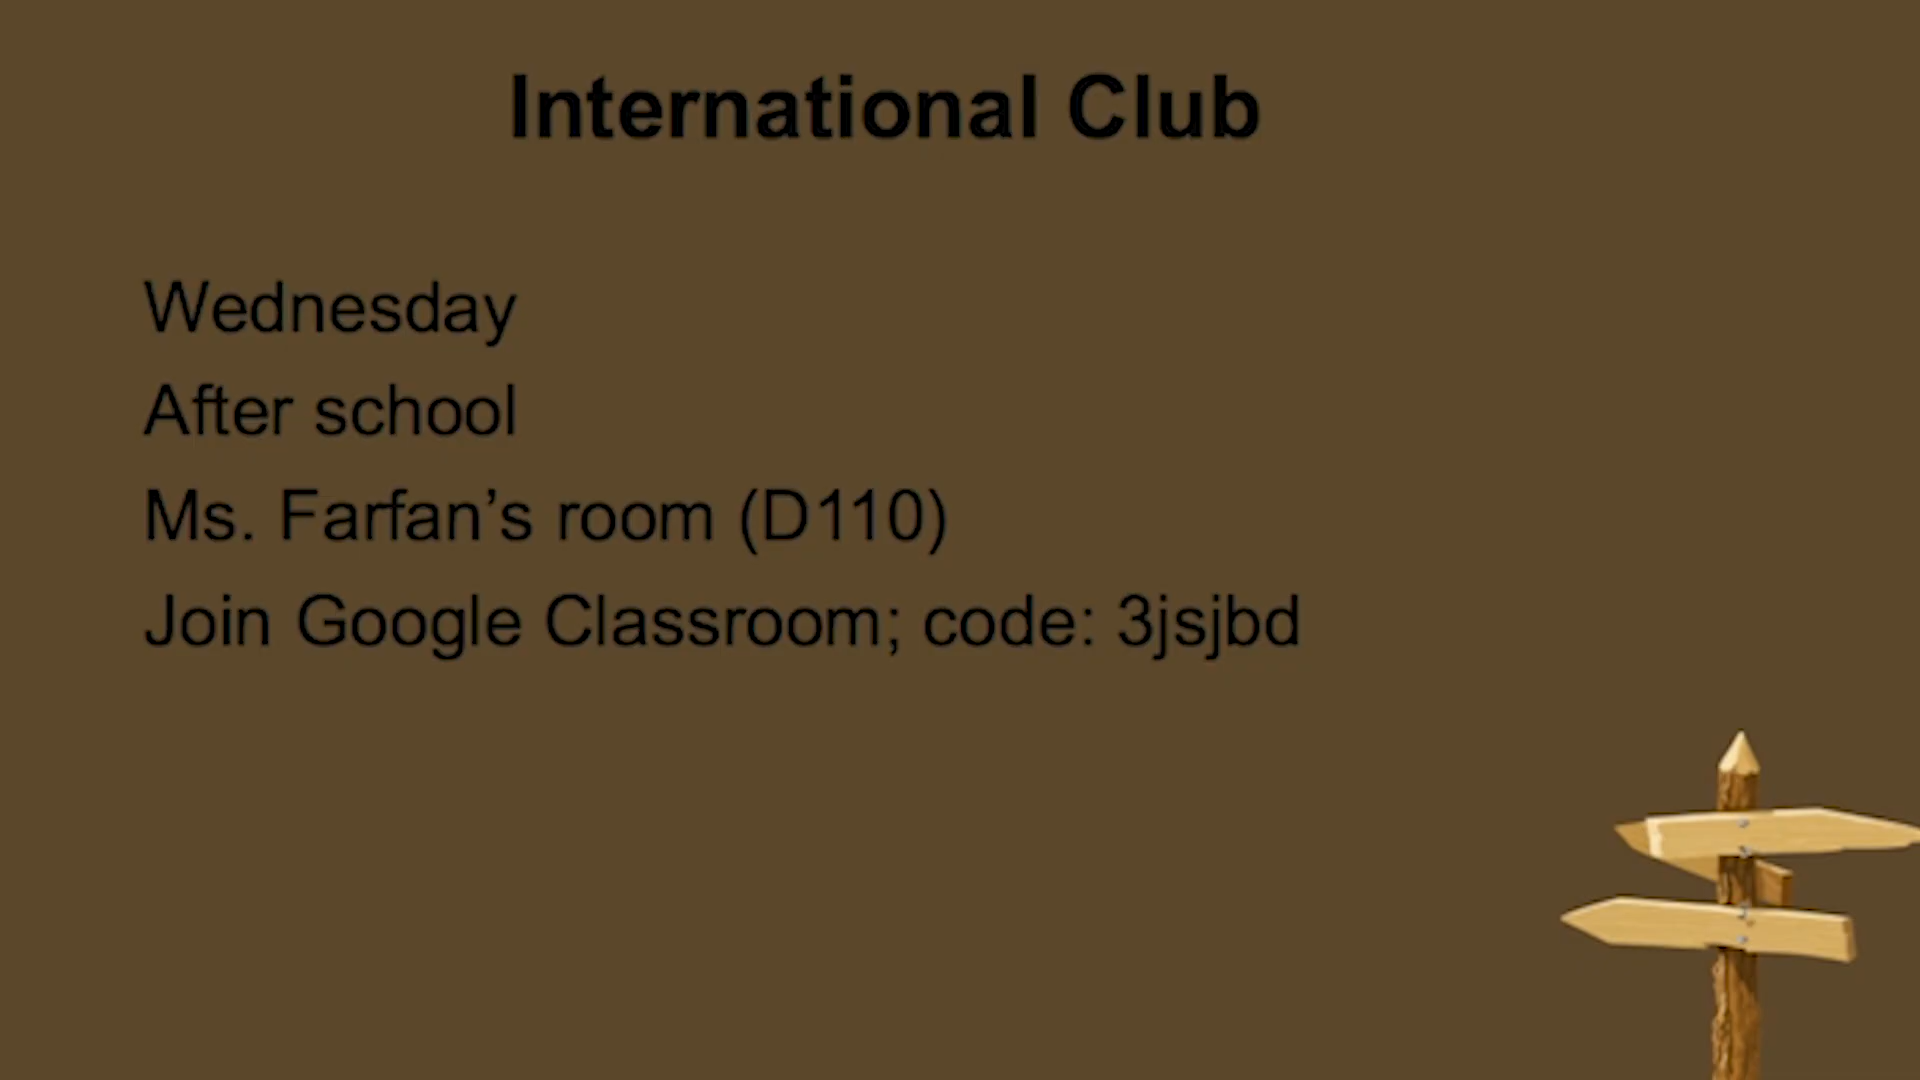 International Club
Wednesday
After school
Ms. Farfan’s room (D110)
Join Google Classroom; code: 3jsjbd